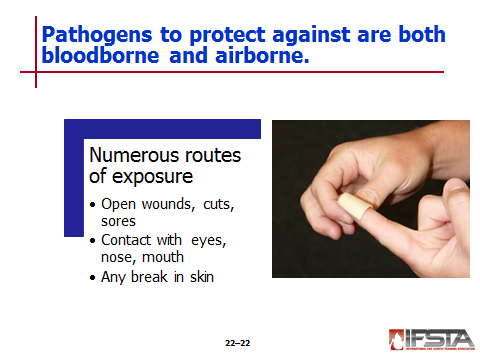 Pathogens to protect against are both
bloodborne and airborne.
Numerous routes
of exposure
• Open wounds, cuts,
sores
• Contact with eyes,
nose, mouth
• Any break in skin
22–22
IFSTA
INTERNATIONAL FIRE SERVICE TRAINING ASSOCIATION